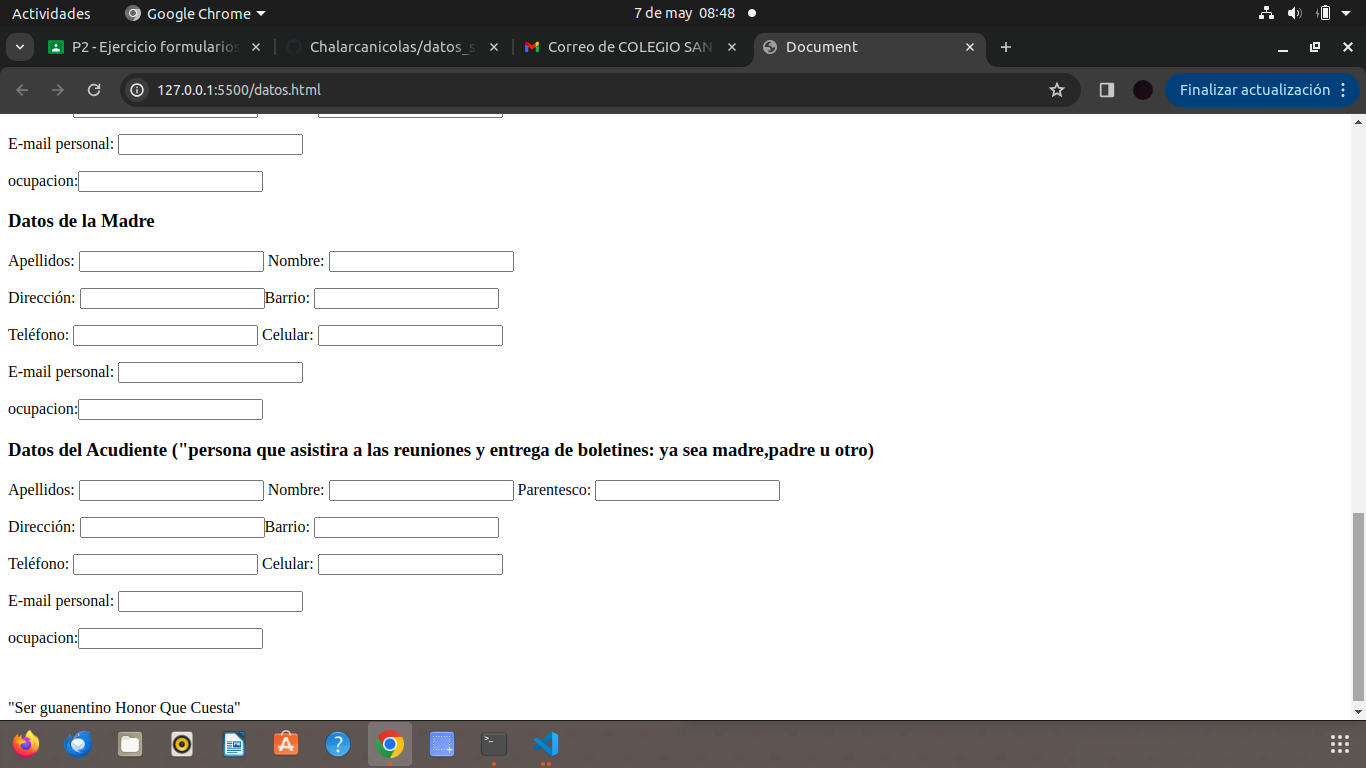 Actividades Google Chrome 7 de may 08:48
P2 - Ejercicio formularios Chalarcanicolas/datos_s Correo de COLEGIO SAN Document
127.0.0.1:5500/datos.html Finalizar actualización
E-mail personal:
ocupacion:
Datos de la Madre
Apellidos: Nombre:
Dirección: Barrio:
Teléfono: Celular:
E-mail personal:
ocupacion:
Datos del Acudiente ("persona que asistira a las reuniones y entrega de boletines: ya sea madre,padre u otro)
Apellidos: Nombre: Parentesco:
Dirección: Barrio:
Teléfono: Celular:
E-mail personal:
ocupacion:
"Ser guanentino Honor Que Cuesta"